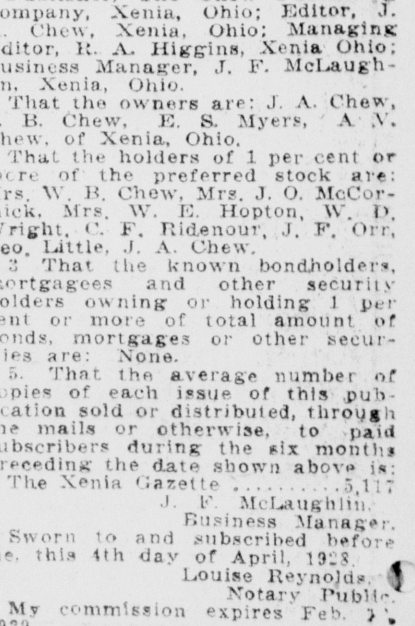 ompany, Xenia, Ohio; Editor, J.
. Chew, Xenia, Ohio; Managing
ditor, R. A. Higgins, Xenia Ohio;
usiness Manager, J. F. McLaugh-
n, Xenia, Ohio.
That the owners are: J. A. Chew,
. B. Chew, E. S. Myers, A. V.
hew, of Xenia, Ohio.
That the holders of 1 per cent or
ore of the preferred stock are:
rs. W. B. Chew, Mrs. J. O. McCor-
ick, Mrs. W. E. Hopton, W. D.
right, C. F. Ridenour, J. F. Orr,
eo. Little, J. A. Chew.
3 That the known bondholders,
ortgagees and other security
olders owning or holding 1 per
ent or more of total amount of
onds, mortgages or other secur-
ies are: None.
5. That the average number of
opies of each issue of this pub-
cation sold or distributed, through
he mails or otherwise, to paid
ubscribers during the six months
receding the date shown above is:
The Xenia Gazette ..........5,117
J. F. McLaughlin.
Business Manager.
Sworn to and subscribed before
e, this 4th day of April, 1928.
Louise Reynolds,
Notary Public.
My commission expires Feb.